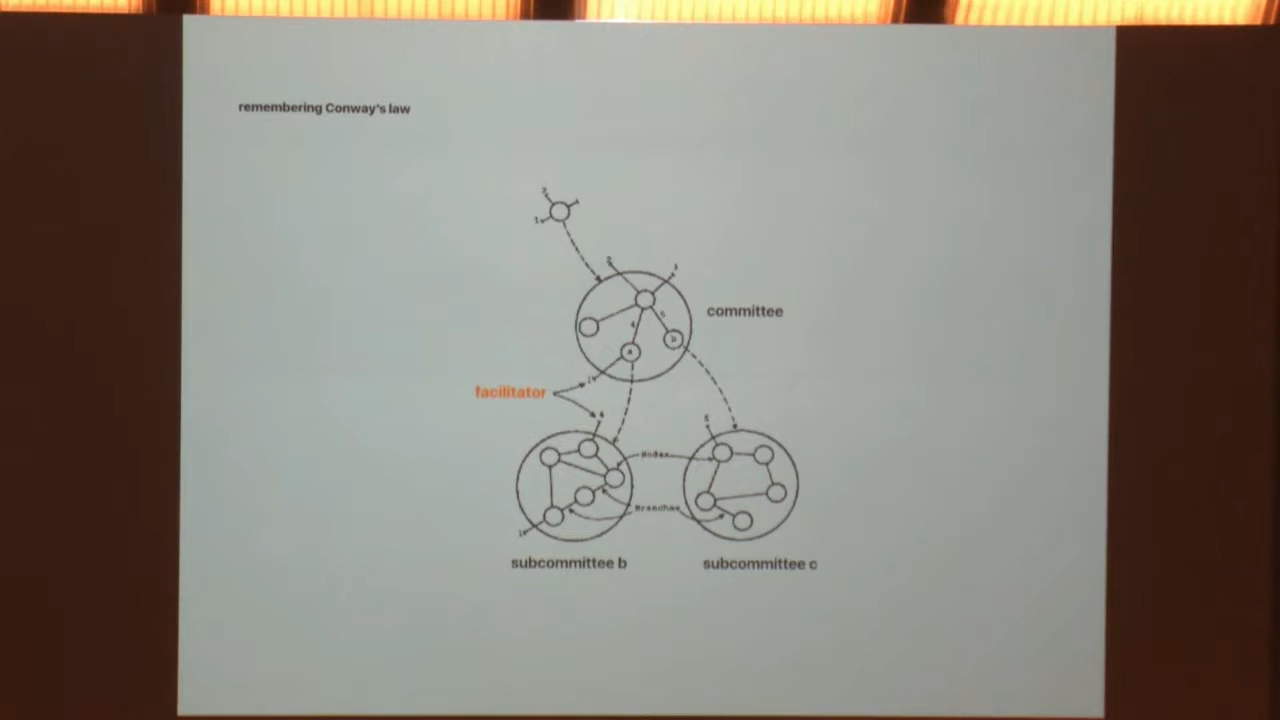 remembering Conway's law
committee
facilitator
Nodes
Branches
subcommittee b
subcommittee c